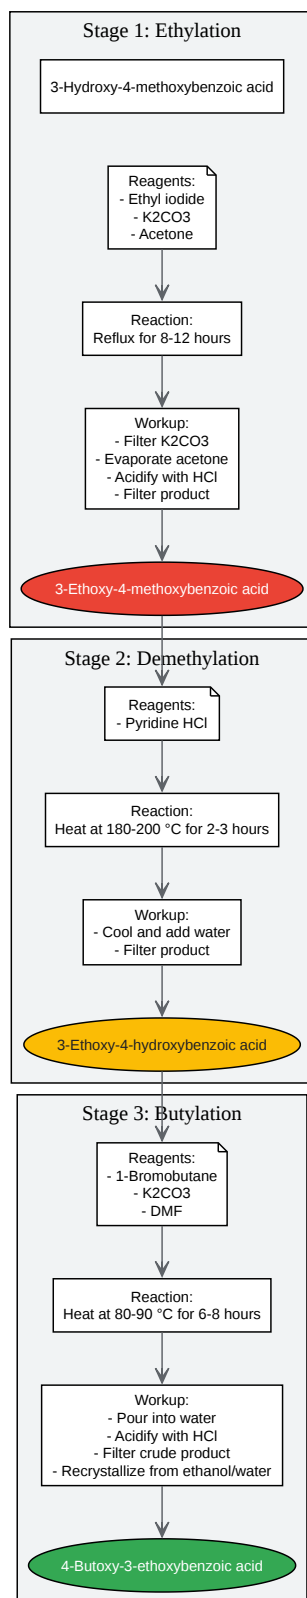 Stage 1: Ethylation
3-Hydroxy-4-methoxybenzoic acid
Reagents:
- Ethyl iodide
- K2CO3
- Acetone
Reaction:
Reflux for 8-12 hours
Workup:
- Filter K2CO3
- Evaporate acetone
- Acidify with HCl
- Filter product
3-Ethoxy-4-methoxybenzoic acid
Stage 2: Demethylation
Reagents:
- Pyridine HCl
Reaction:
Heat at 180-200 °C for 2-3 hours
Workup:
- Cool and add water
- Filter product
3-Ethoxy-4-hydroxybenzoic acid
Stage 3: Butylation
Reagents:
- 1-Bromobutane
- K2CO3
- DMF
Reaction:
Heat at 80-90 °C for 6-8 hours
Workup:
- Pour into water
- Acidify with HCl
- Filter crude product
- Recrystallize from ethanol/water
4-Butoxy-3-ethoxybenzoic acid